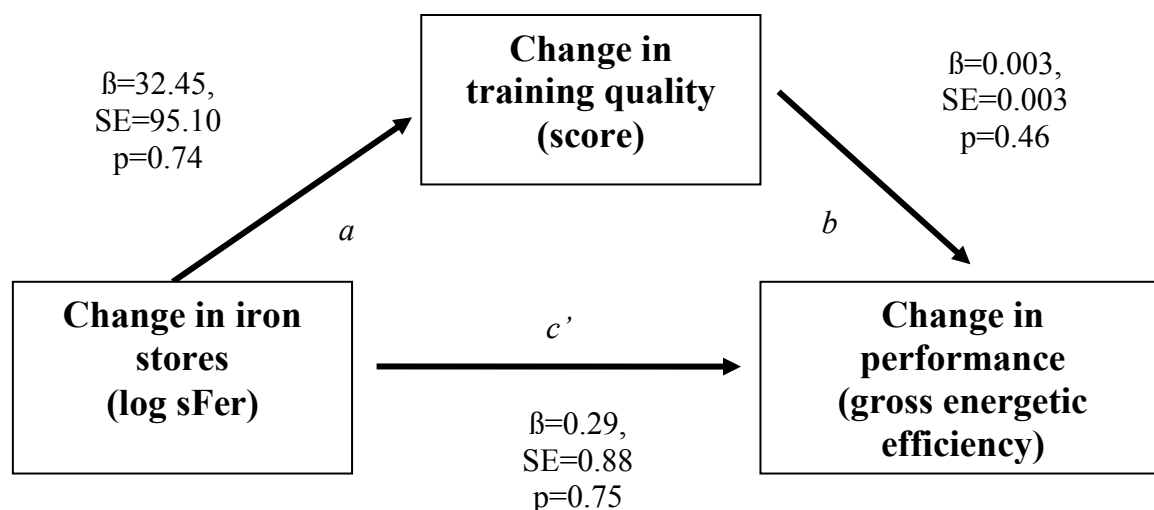 Change in
training quality
(score)
ß=32.45,
SE=95.10
p=0.74
ß=0.003,
SE=0.003
p=0.46
a
b
Change in iron
stores
(log sFer)
c’
ß=0.29,
SE=0.88
p=0.75
Change in
performance
(gross energetic
efficiency)